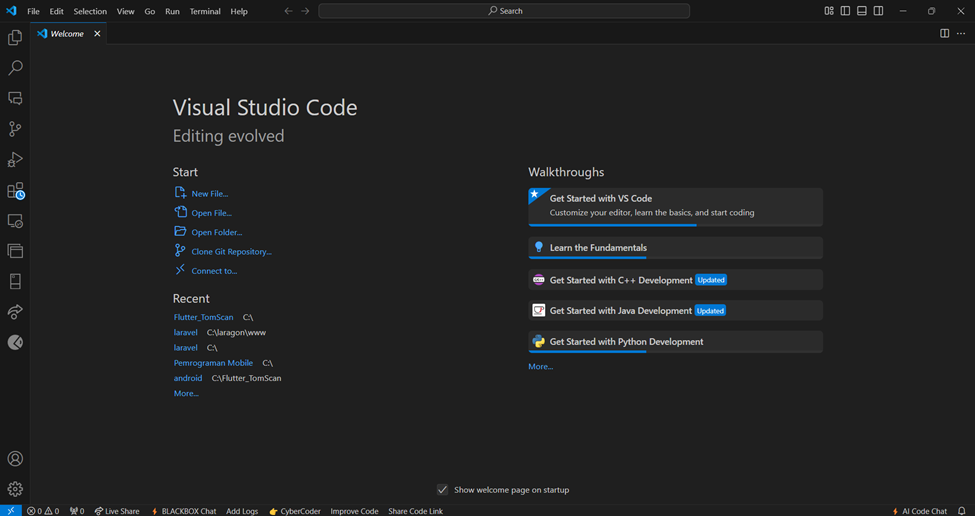 File Edit Selection View Go Run Terminal Help Search
Welcome
Visual Studio Code
Editing evolved
Start
New File...
Open File...
Open Folder...
Clone Git Repository...
Connect to...
Recent
Flutter_TomScan C:\
laravel C:\laragon\www
laravel C:\
Pemrograman Mobile C:\
android C:\Flutter_TomScan
More...
Walkthroughs
Get Started with VS Code
Customize your editor, learn the basics, and start coding
Learn the Fundamentals
Get Started with C++ Development Updated
Get Started with Java Development Updated
Get Started with Python Development
More...
Show welcome page on startup
0 0 0 Live Share BLACKBOX Chat Add Logs CyberCoder Improve Code Share Code Link AI Code Chat